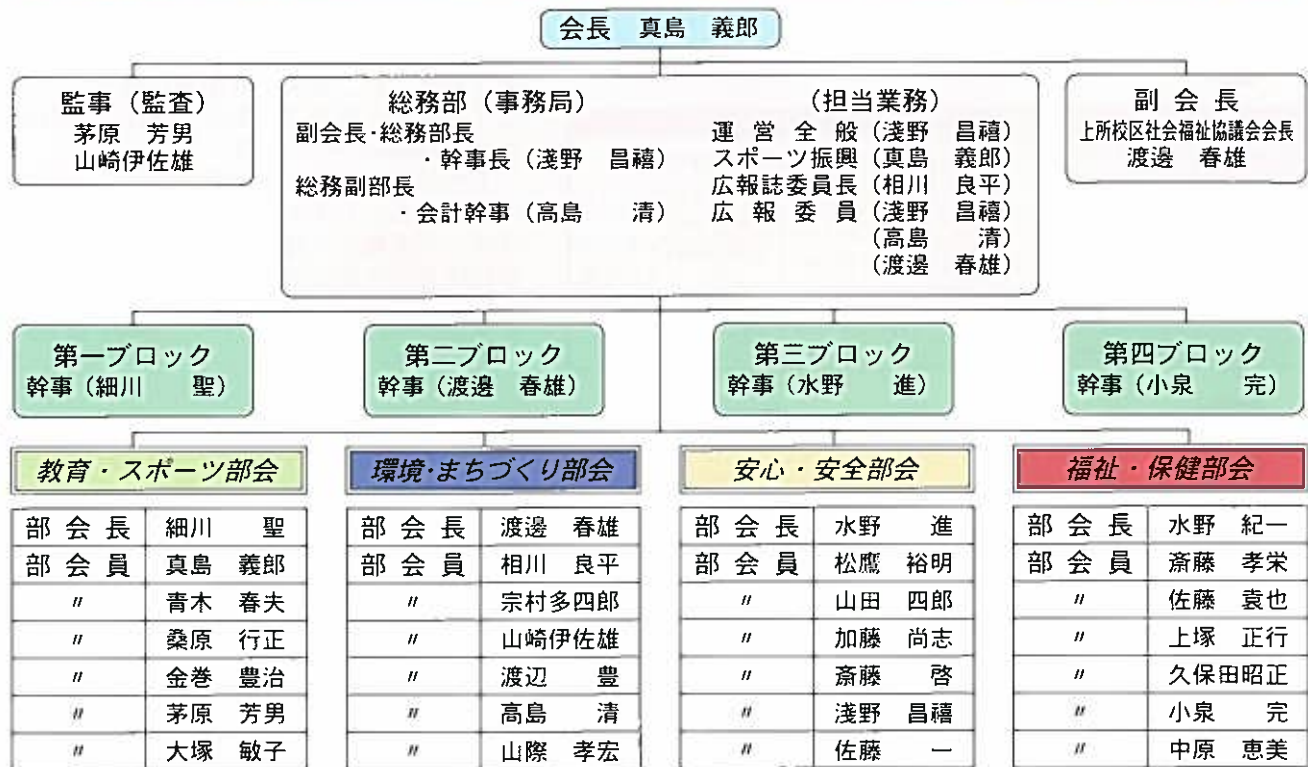 会長 真島 義郎
監事（監査）
茅原 芳男
山崎伊佐雄
総務部（事務局）
副会長・総務部長
・幹事長（淺野 昌禧）
総務副部長
・会計幹事（高島 清）
（担当業務）
運営全般（淺野 昌禧）
スポーツ振興（真島 義郎）
広報誌委員長（相川 良平）
広報委員（淺野 昌禧）
（高島 清）
（渡邊 春雄）
副会長
上所校区社会福祉協議会会長
渡邊 春雄
第一ブロック
幹事（細川 聖）
第二ブロック
幹事（渡邊 春雄）
第三ブロック
幹事（水野 進）
第四ブロック
幹事（小泉 完）
教育・スポーツ部会
部会長 細川 聖
部会員 真島 義郎
〃 青木 春夫
〃 桑原 行正
〃 金巻 豊治
〃 茅原 芳男
〃 大塚 敏子
環境・まちづくり部会
部会長 渡邊 春雄
部会員 相川 良平
〃 宗村多四郎
〃 山崎伊佐雄
〃 渡辺 豊
〃 高島 清
〃 山際 孝宏
安心・安全部会
部会長 水野 進
部会員 松鷹 裕明
〃 山田 四郎
〃 加藤 尚志
〃 斎藤 啓
〃 淺野 昌禧
〃 佐藤 一
福祉・保健部会
部会長 水野 紀一
部会員 斎藤 孝栄
〃 佐藤 袁也
〃 上塚 正行
〃 久保田昭正
〃 小泉 完
〃 中原 恵美